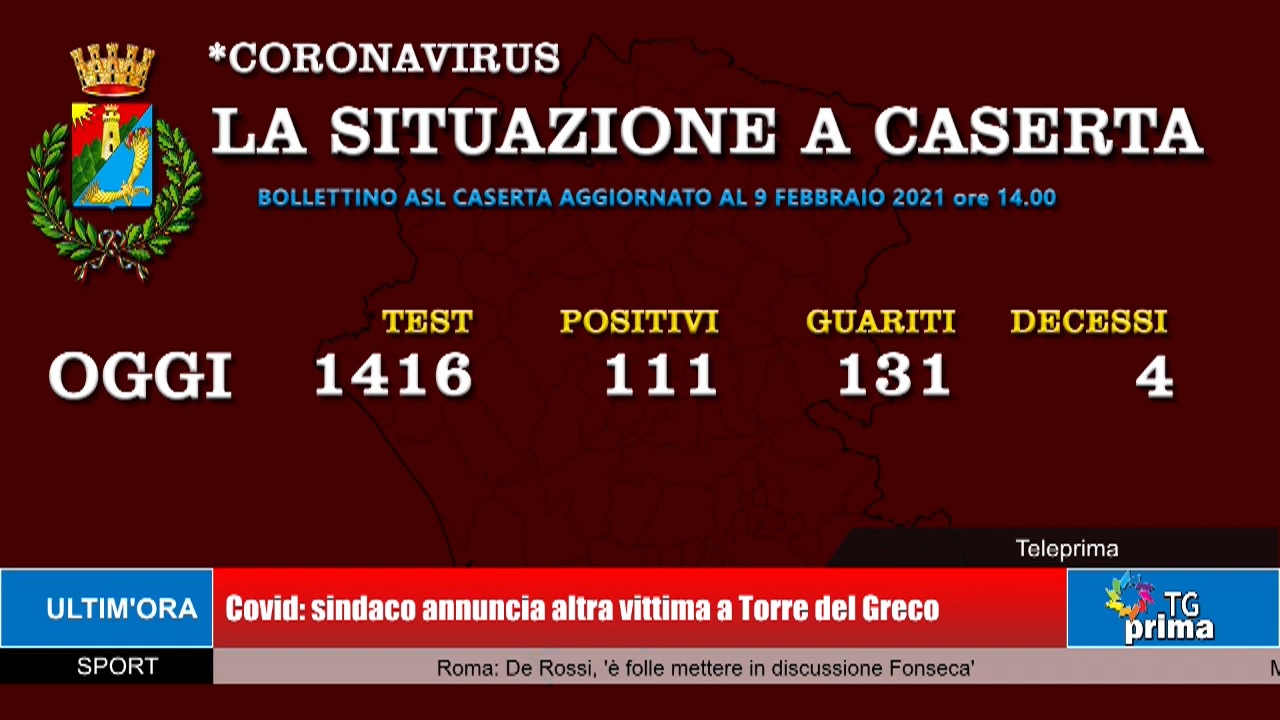 *CORONAVIRUS
LA SITUAZIONE A CASERTA
BOLLETTINO ASL CASERTA AGGIORNATO AL 9 FEBBRAIO 2021 ore 14.00
TEST POSITIVI GUARITI DECESSI
OGGI 1416 111 131 4
Teleprima
ULTIM'ORA Covid: sindaco annuncia altra vittima a Torre del Greco
TG
prima
SPORT Roma: De Rossi, 'è folle mettere in discussione Fonseca'